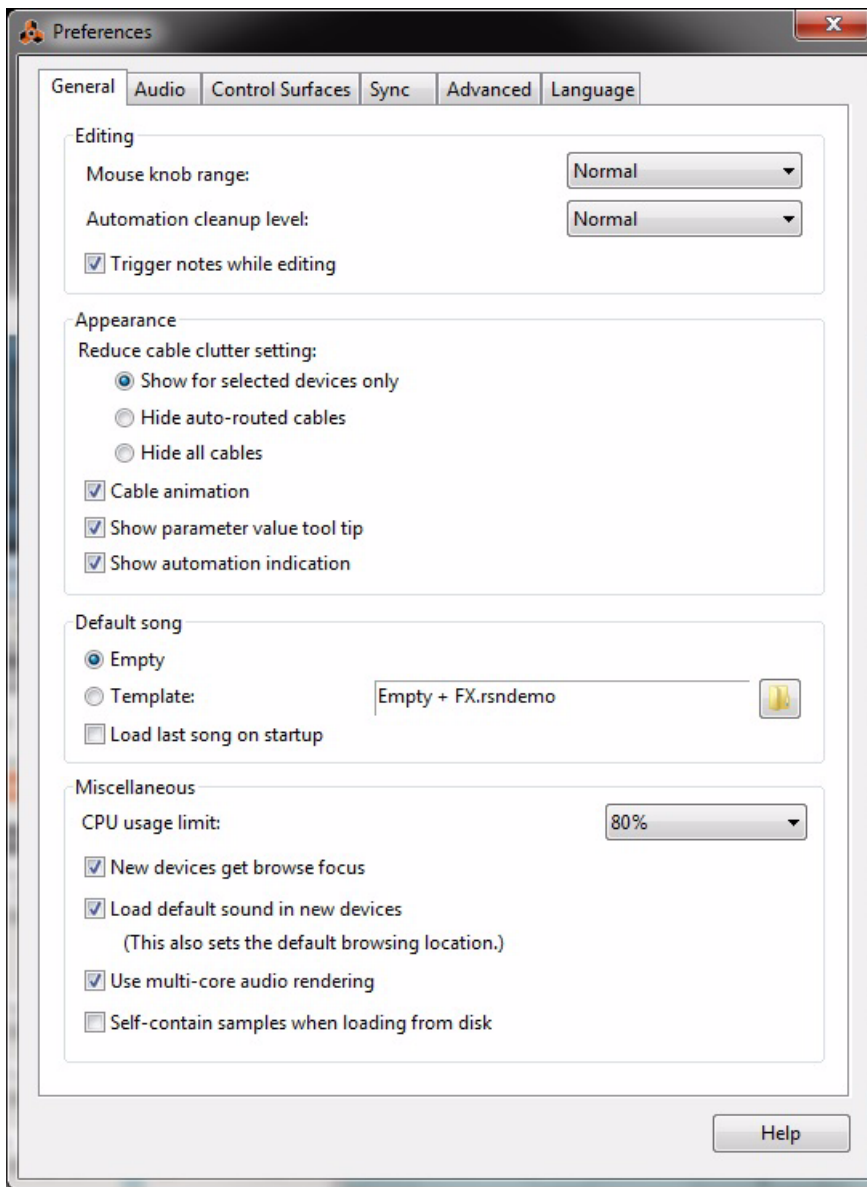 Preferences
General Audio Control Surfaces Sync Advanced Language
Editing
Mouse knob range: Normal
Automation cleanup level: Normal
Trigger notes while editing
Appearance
Reduce cable clutter setting:
Show for selected devices only
Hide auto-routed cables
Hide all cables
Cable animation
Show parameter value tool tip
Show automation indication
Default song
Empty
Template: Empty + FX.rsndemo
Load last song on startup
Miscellaneous
CPU usage limit: 80%
New devices get browse focus
Load default sound in new devices
(This also sets the default browsing location.)
Use multi-core audio rendering
Self-contain samples when loading from disk
Help